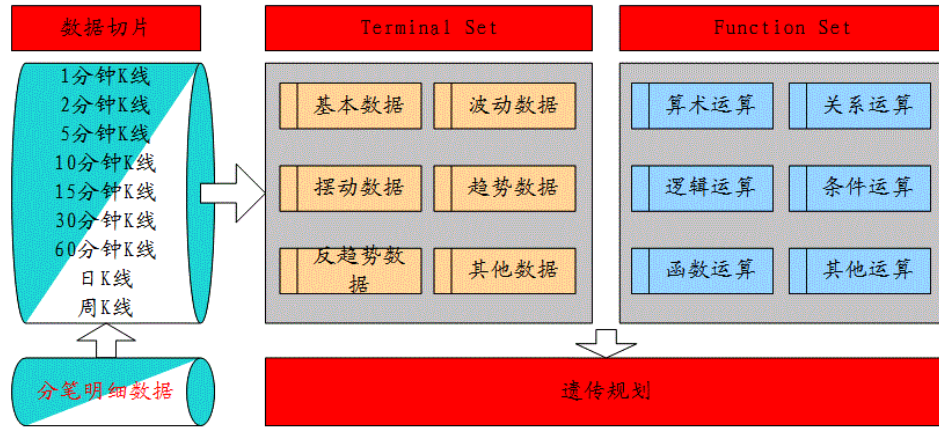 数据切片
1分钟K线
2分钟K线
5分钟K线
10分钟K线
15分钟K线
30分钟K线
60分钟K线
日K线
周K线
分笔明细数据
Terminal Set
基本数据
波动数据
摆动数据
趋势数据
反趋势数
据
其他数据
Function Set
算术运算
关系运算
逻辑运算
条件运算
函数运算
其他运算
遗传规划